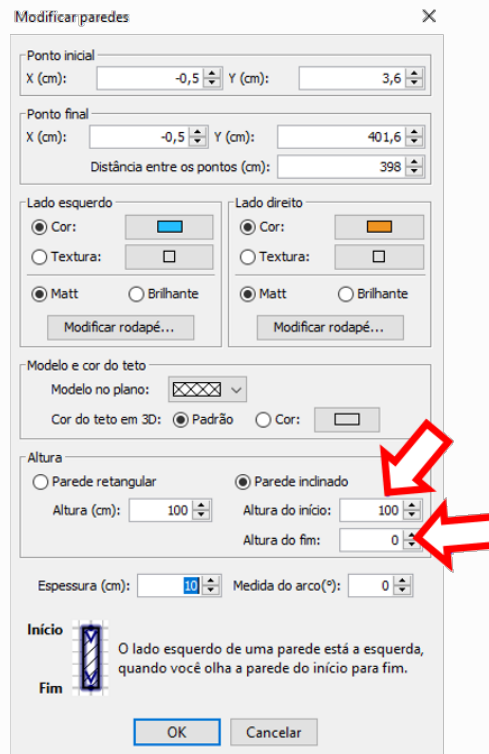 Modificar paredes
Ponto inicial
X (cm): -0,5 Y (cm): 3,6
Ponto final
X (cm): -0,5 Y (cm): 401,6
Distância entre os pontos (cm): 398
Lado esquerdo Lado direito
Cor: Cor:
Textura: Textura:
Matt Brilhante Matt Brilhante
Modificar rodapé... Modificar rodapé...
Modelo e cor do teto
Modelo no plano:
Cor do teto em 3D: Padrão Cor:
Altura
Parede retangular Parede inclinado
Altura (cm): 100 Altura do início: 100
Altura do fim: 0
Espessura (cm): 10 Medida do arco(º): 0
Início
O lado esquerdo de uma parede está a esquerda,
quando você olha a parede do início para fim.
Fim
OK Cancelar